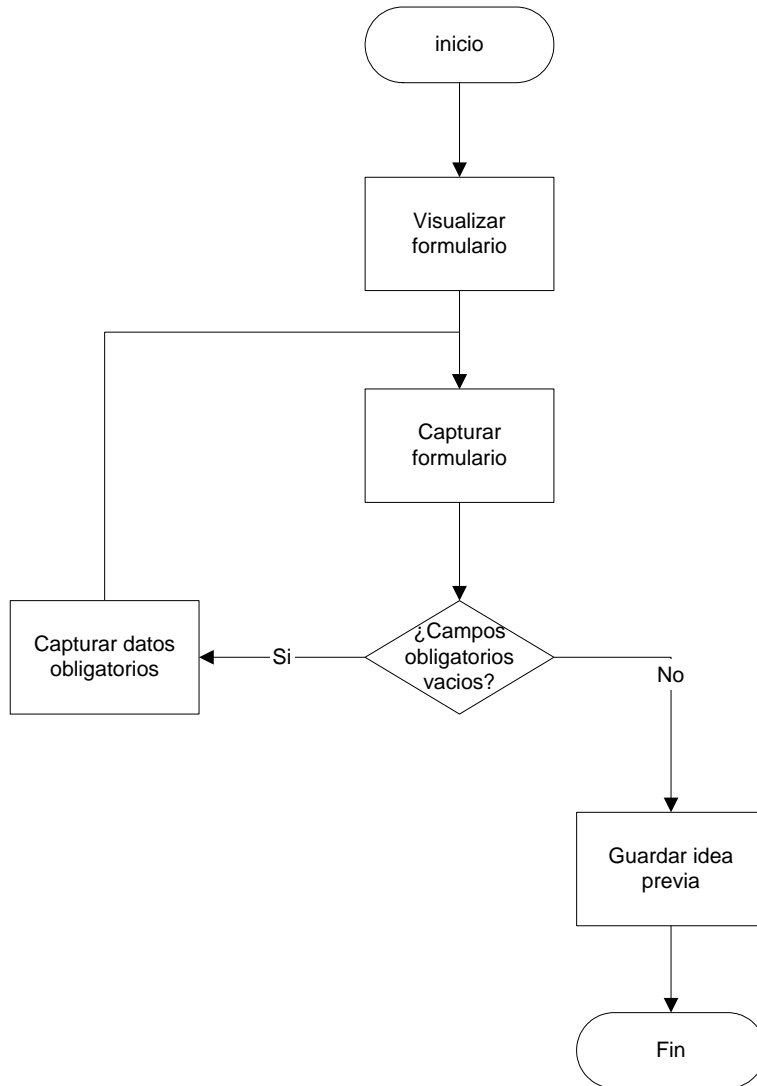 inicio
Visualizar
formulario
Capturar
formulario
¿Campos
obligatorios
vacios?
Si
Capturar datos
obligatorios
No
Guardar idea
previa
Fin